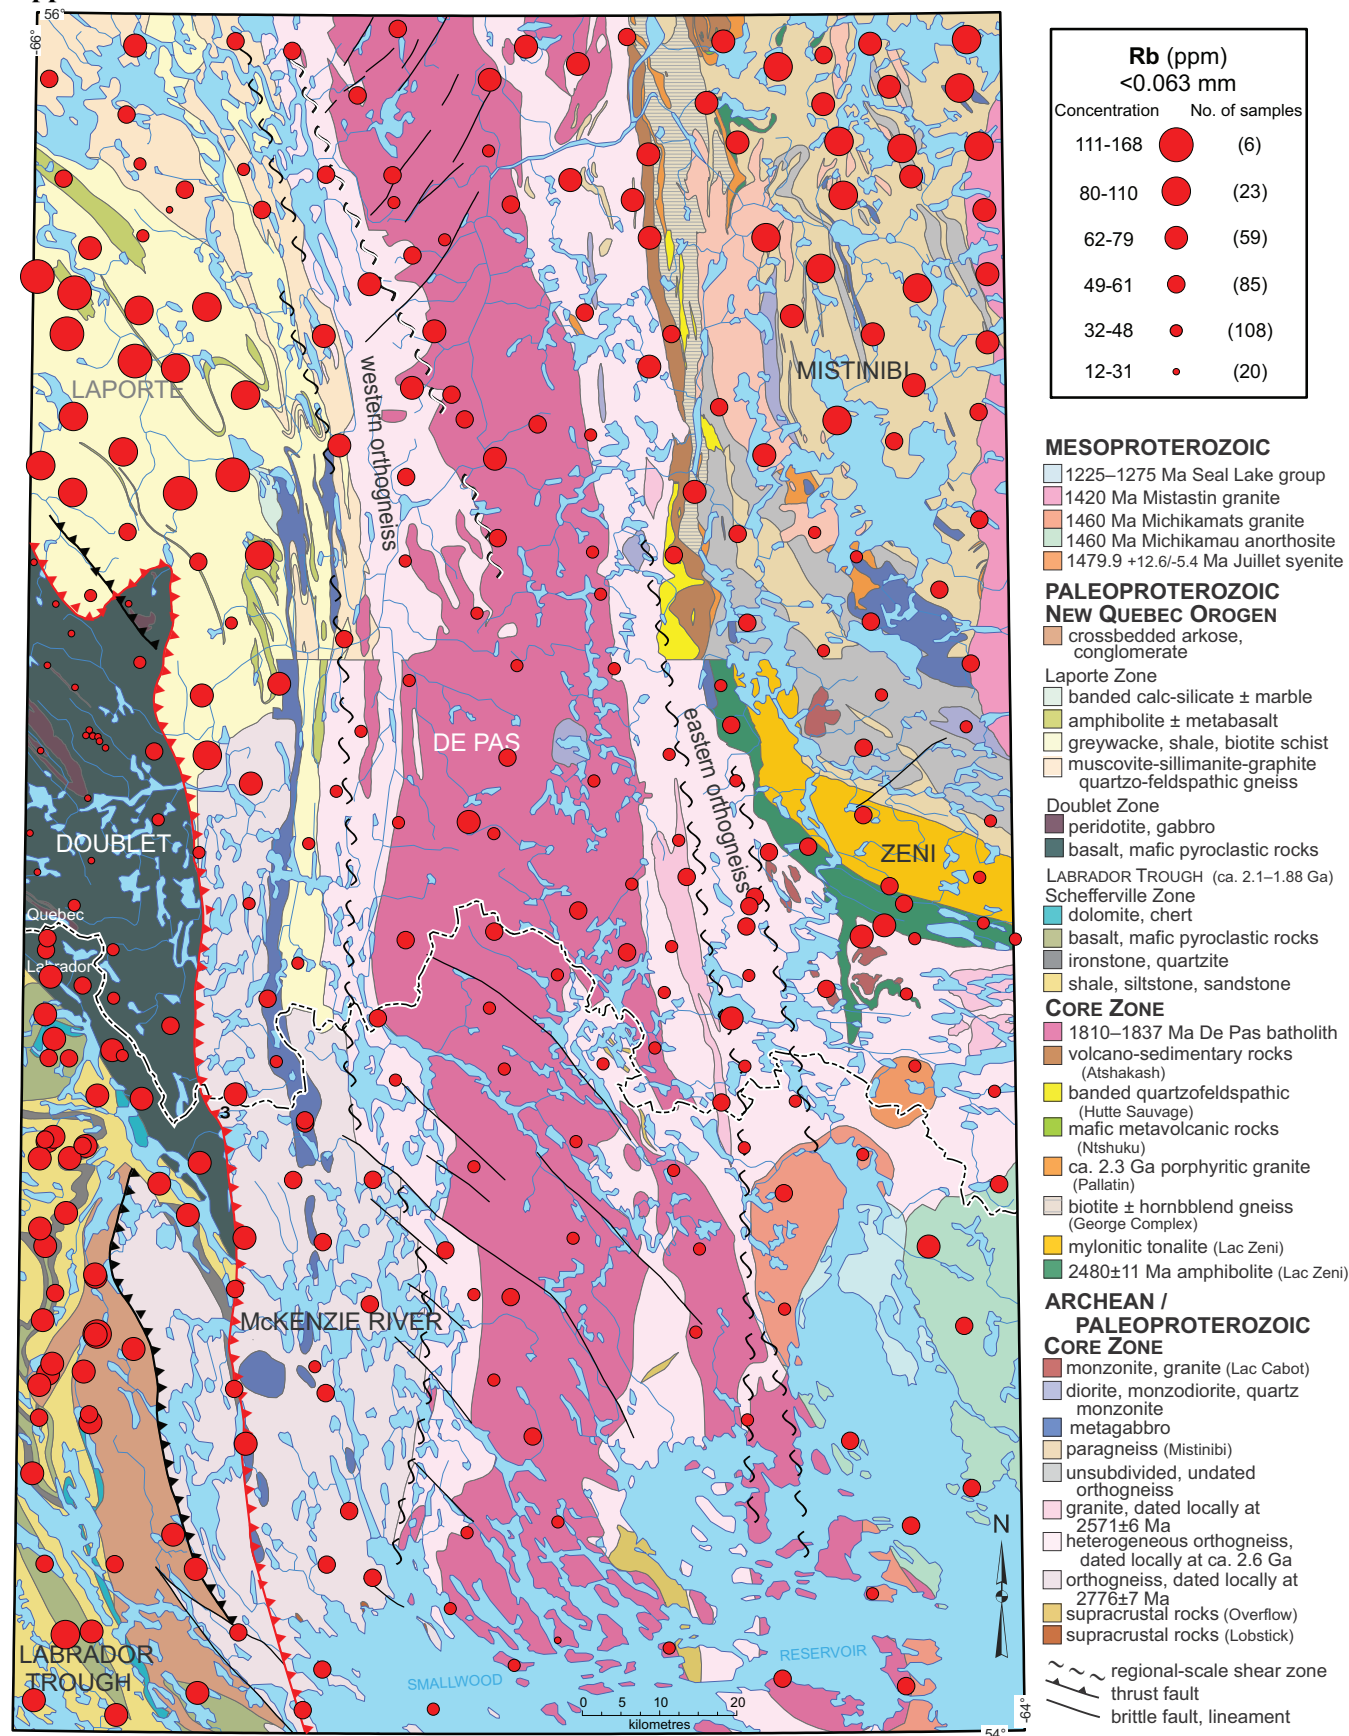 56°
-66°
LAPORTE
western orthogneiss
MISTINIBI
DE PAS
eastern orthogneiss
DOUBLET
ZENI
Quebec
Labrador
3
McKENZIE RIVER
LABRADOR
TROUGH
SMALLWOOD
RESERVOIR
0 5 10 20
kilometres
N
-64°
54°
Rb (ppm)
<0.063 mm
Concentration No. of samples
111-168 (6)
80-110 (23)
62-79 (59)
49-61 (85)
32-48 (108)
12-31 (20)
MESOPROTEROZOIC
1225–1275 Ma Seal Lake group
1420 Ma Mistastin granite
1460 Ma Michikamats granite
1460 Ma Michikamau anorthosite
1479.9 +12.6/-5.4 Ma Juillet syenite
PALEOPROTEROZOIC
NEW QUEBEC OROGEN
crossbedded arkose,
conglomerate
Laporte Zone
banded calc-silicate ± marble
amphibolite ± metabasalt
greywacke, shale, biotite schist
muscovite-sillimanite-graphite
quartzo-feldspathic gneiss
Doublet Zone
peridotite, gabbro
basalt, mafic pyroclastic rocks
LABRADOR TROUGH (ca. 2.1–1.88 Ga)
Schefferville Zone
dolomite, chert
basalt, mafic pyroclastic rocks
ironstone, quartzite
shale, siltstone, sandstone
CORE ZONE
1810–1837 Ma De Pas batholith
volcano-sedimentary rocks
(Atshakash)
banded quartzofeldspathic
(Hutte Sauvage)
mafic metavolcanic rocks
(Ntshuku)
ca. 2.3 Ga porphyritic granite
(Pallatin)
biotite ± hornbblend gneiss
(George Complex)
mylonitic tonalite (Lac Zeni)
2480±11 Ma amphibolite (Lac Zeni)
ARCHEAN /
PALEOPROTEROZOIC
CORE ZONE
monzonite, granite (Lac Cabot)
diorite, monzodiorite, quartz
monzonite
metagabbro
paragneiss (Mistinibi)
unsubdivided, undated
orthogneiss
granite, dated locally at
2571±6 Ma
heterogeneous orthogneiss,
dated locally at ca. 2.6 Ga
orthogneiss, dated locally at
2776±7 Ma
supracrustal rocks (Overflow)
supracrustal rocks (Lobstick)
regional-scale shear zone
thrust fault
brittle fault, lineament